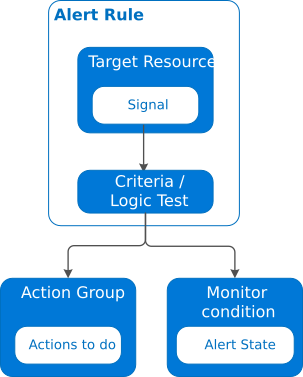 Alert Rule
Target Resource
Signal
Criteria /
Logic Test
Action Group
Actions to do
Monitor
condition
Alert State